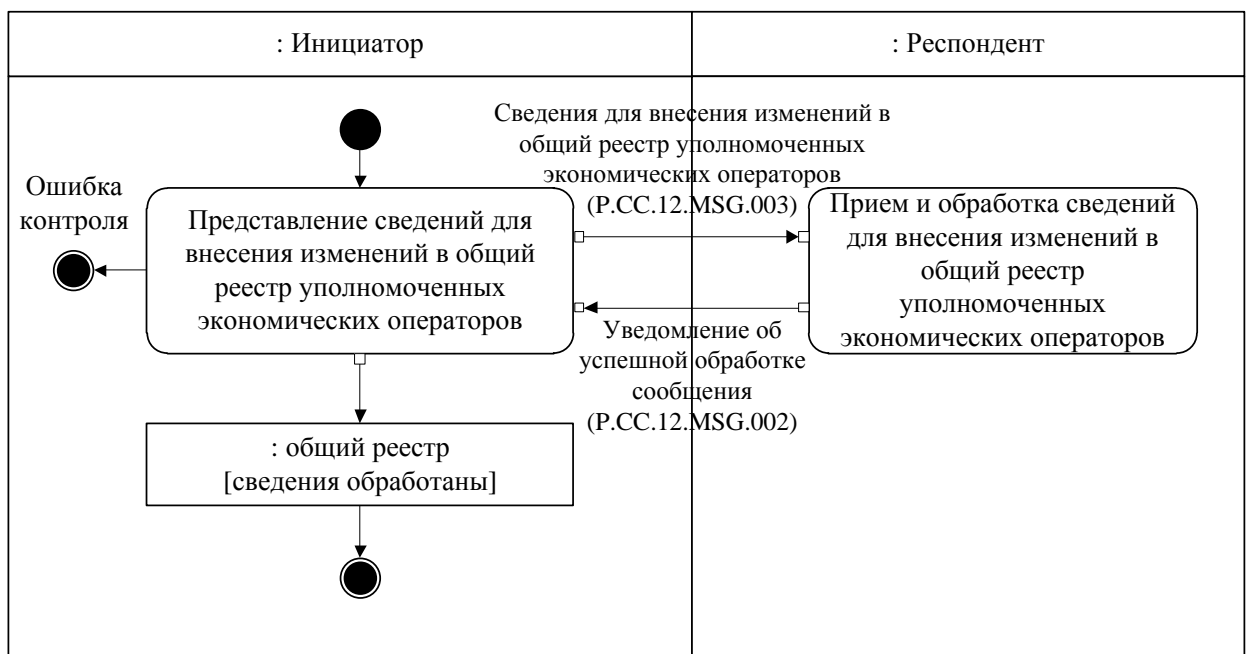 : Инициатор
: Респондент
Сведения для внесения изменений в
общий реестр уполномоченных
экономических операторов
(P.CC.12.MSG.003)
Ошибка
контроля
Представление сведений для
внесения изменений в общий
реестр уполномоченных
экономических операторов
Прием и обработка сведений
для внесения изменений в
общий реестр
уполномоченных
экономических операторов
Уведомление об
успешной обработке
сообщения
(P.CC.12.MSG.002)
: общий реестр
[сведения обработаны]